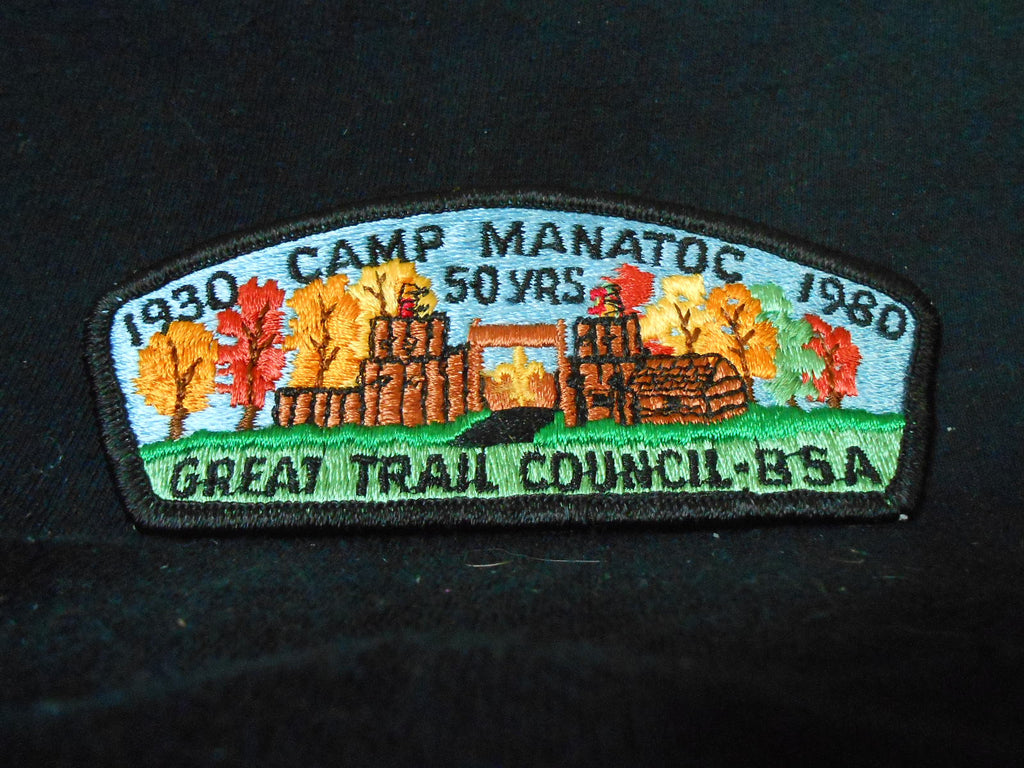 1930 CAMP MANATOC 1980
50 YRS
GREAT TRAIL COUNCIL-BSA